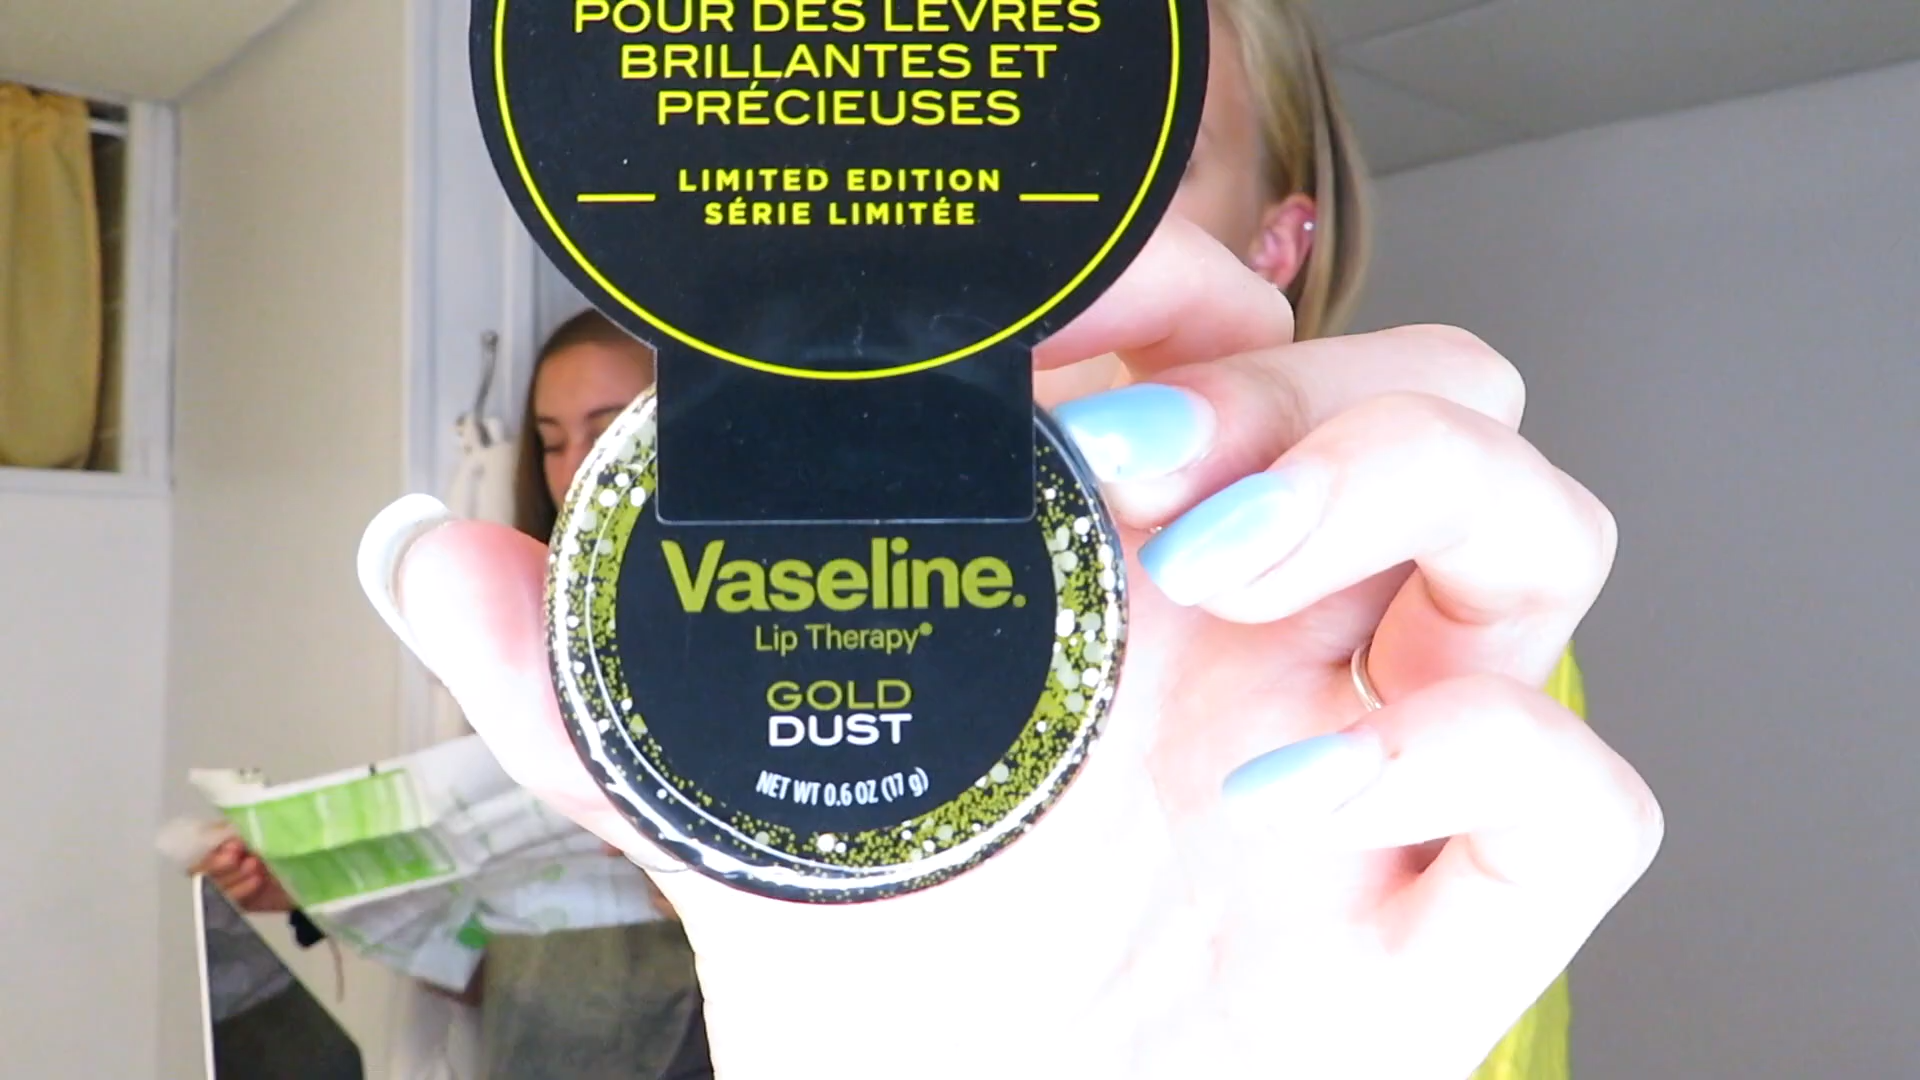 POUR DES LÈVRES
BRILLANTES ET
PRÉCIEUSES
LIMITED EDITION
SÉRIE LIMITÉE
Vaseline.
Lip Therapy®
GOLD
DUST
NET WT 0.6 OZ (17 g)